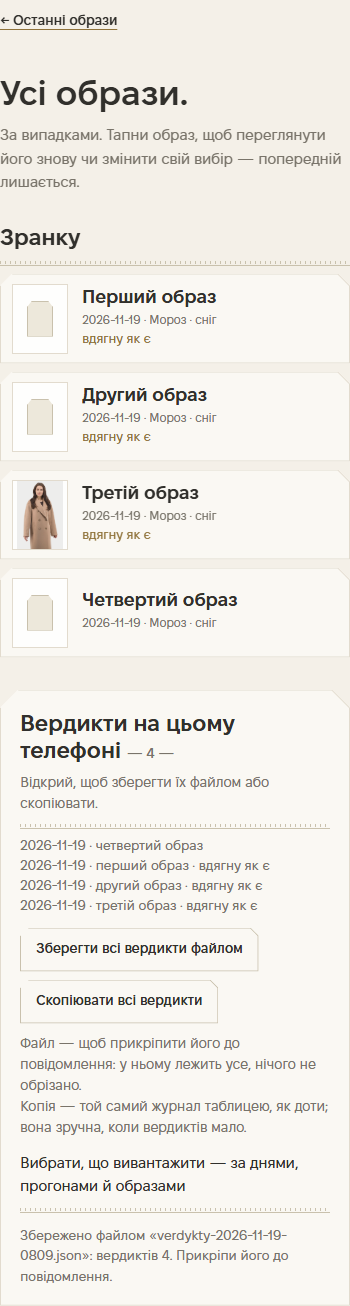 ← Останні образи
Усі образи.
За випадками. Тапни образ, щоб переглянути
його знову чи змінити свій вибір — попередній
лишається.
Зранку
Перший образ
2026-11-19 · Мороз · сніг
вдягну як є
Другий образ
2026-11-19 · Мороз · сніг
вдягну як є
Третій образ
2026-11-19 · Мороз · сніг
вдягну як є
Четвертий образ
2026-11-19 · Мороз · сніг
Вердикти на цьому
телефоні — 4 —
Відкрий, щоб зберегти їх файлом або
скопіювати.
2026-11-19 · четвертий образ
2026-11-19 · перший образ · вдягну як є
2026-11-19 · другий образ · вдягну як є
2026-11-19 · третій образ · вдягну як є
Зберегти всі вердикти файлом
Скопіювати всі вердикти
Файл — щоб прикріпити його до
повідомлення: у ньому лежить усе, нічого не
обрізано.
Копія — той самий журнал таблицею, як доти;
вона зручна, коли вердиктів мало.
Вибрати, що вивантажити — за днями,
прогонами й образами
Збережено файлом «verdykty-2026-11-19-
0809.json»: вердиктів 4. Прикріпи його до
повідомлення.